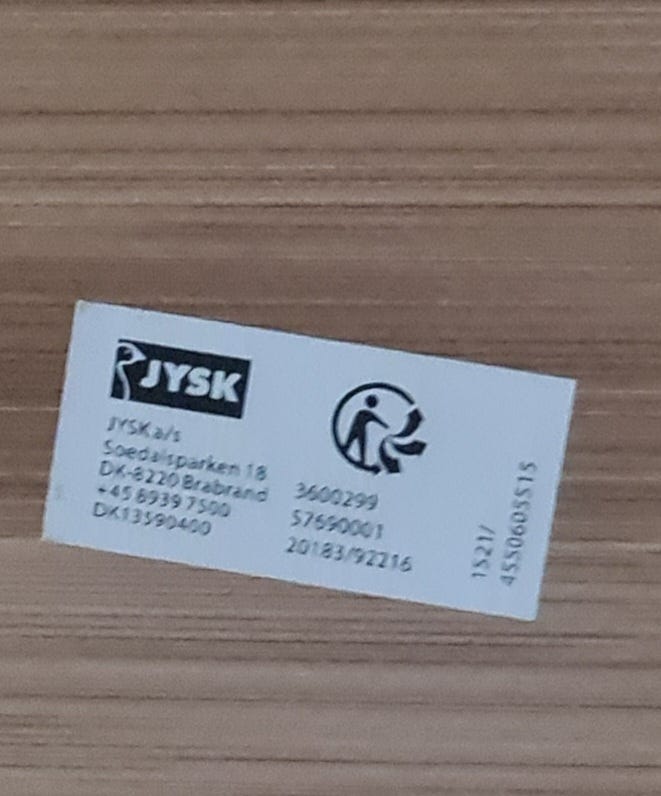 JYSK
JYSK a/s
Soedalsparken 18
DK-8220 Brabrand
+45 8939 7500
DK13590400
3600299
57690001
20183/92216
1521/
4550605515